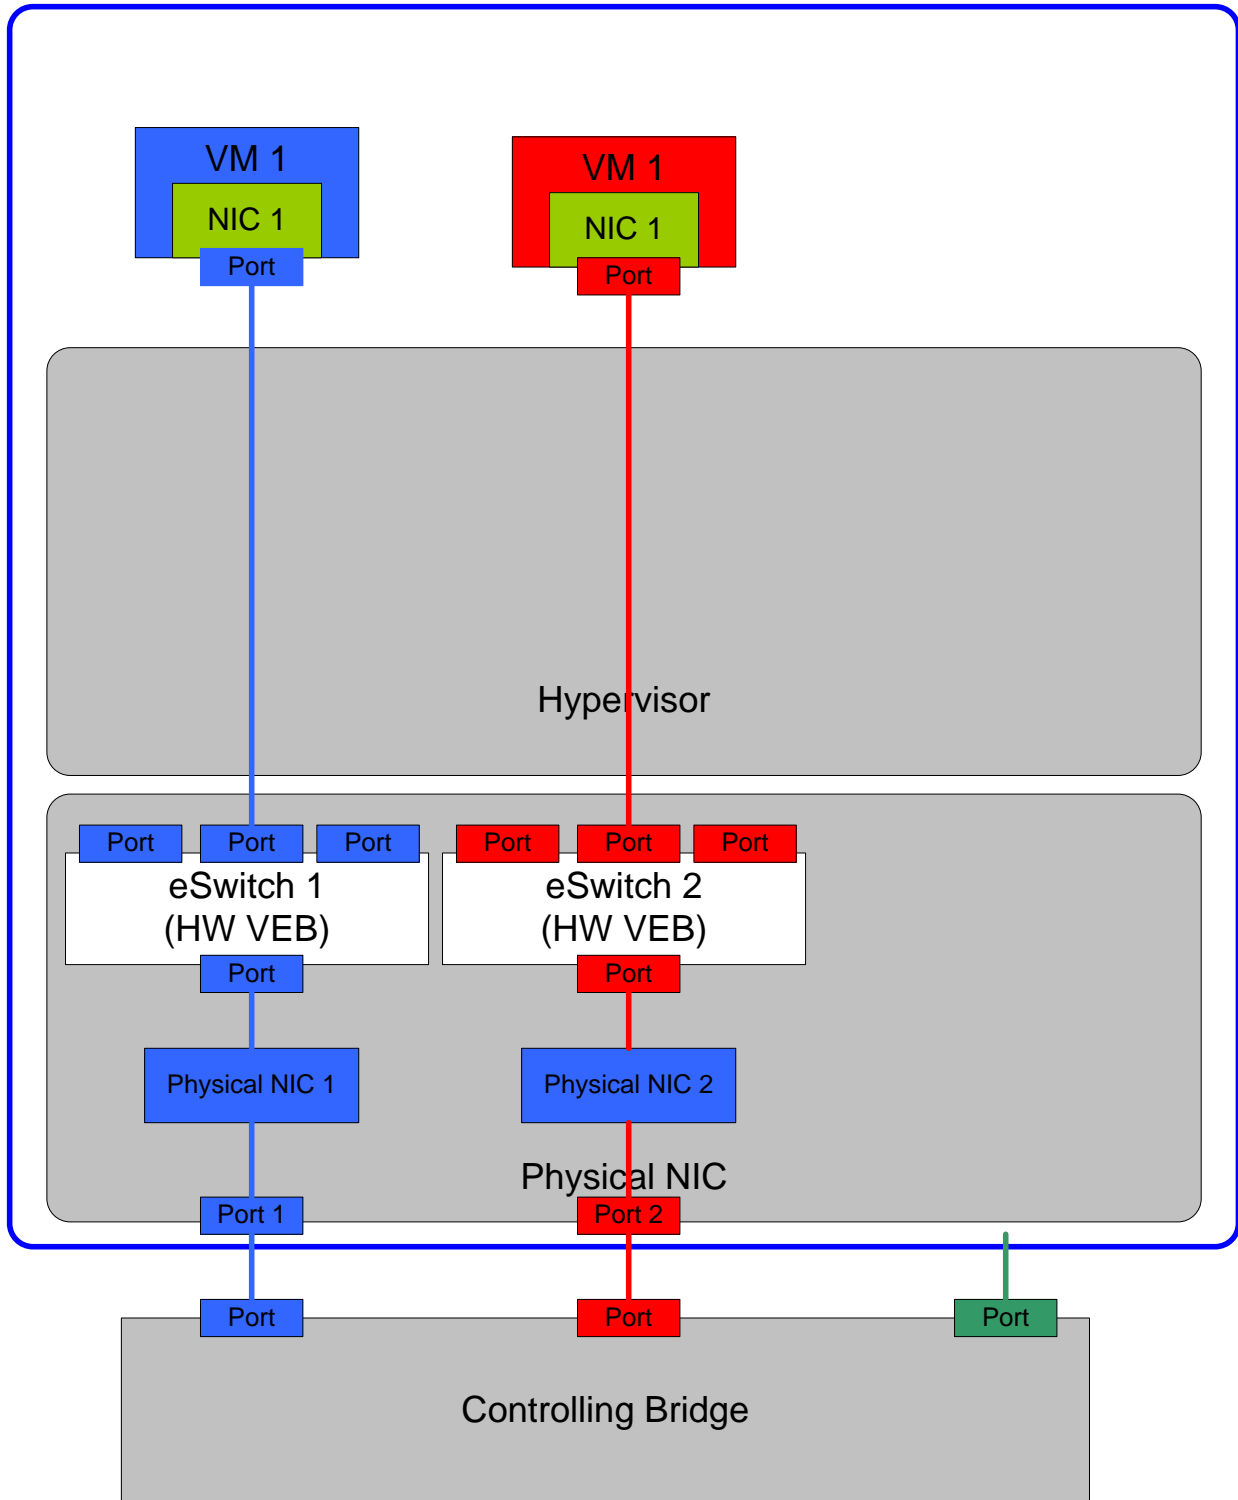 VM 1
NIC 1
Port
VM 1
NIC 1
Port
Hypervisor
Port
Port
Port
eSwitch 1
(HW VEB)
Port
Port
Port
Port
eSwitch 2
(HW VEB)
Port
Physical NIC 1
Physical NIC 2
Physical NIC
Port 1
Port 2
Port
Port
Port
Controlling Bridge